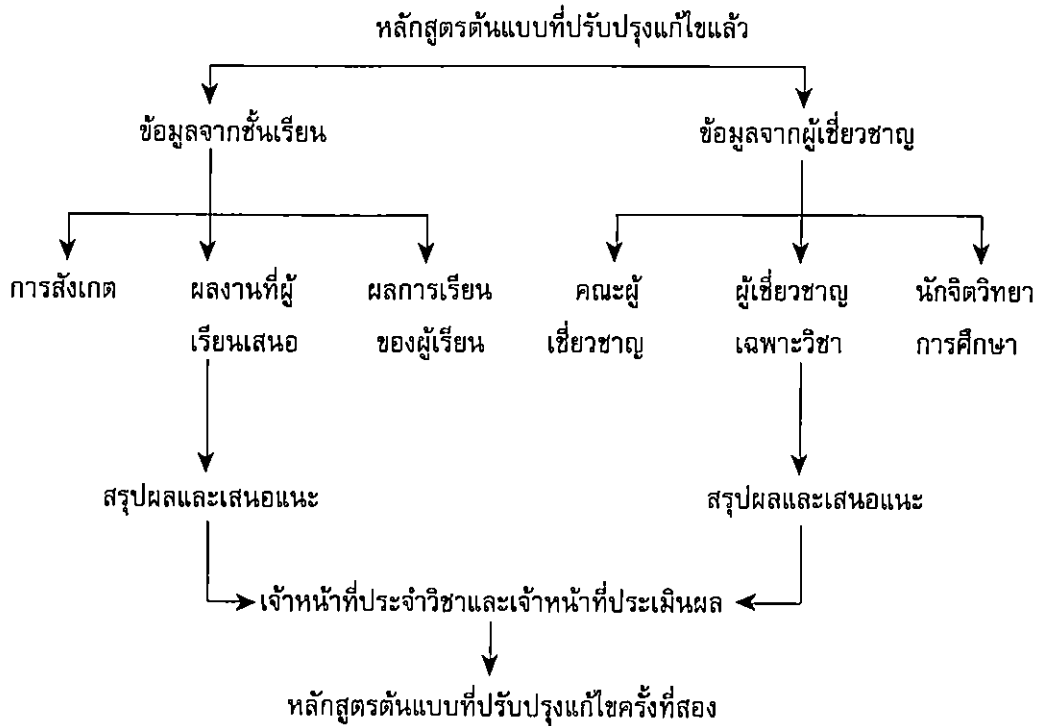 หลักสูตรต้นแบบที่ปรับปรุงแก้ไขแล้ว
ข้อมูลจากชั้นเรียน
ข้อมูลจากผู้เชี่ยวชาญ
การสังเกต
ผลงานที่ผู้
เรียนเสนอ
ผลการเรียน
ของผู้เรียน
คณะผู้
เชี่ยวชาญ
ผู้เชี่ยวชาญ
เฉพาะวิชา
นักจิตวิทยา
การศึกษา
สรุปผลและเสนอแนะ
สรุปผลและเสนอแนะ
เจ้าหน้าที่ประจำวิชาและเจ้าหน้าที่ประเมินผล
หลักสูตรต้นแบบที่ปรับปรุงแก้ไขครั้งที่สอง